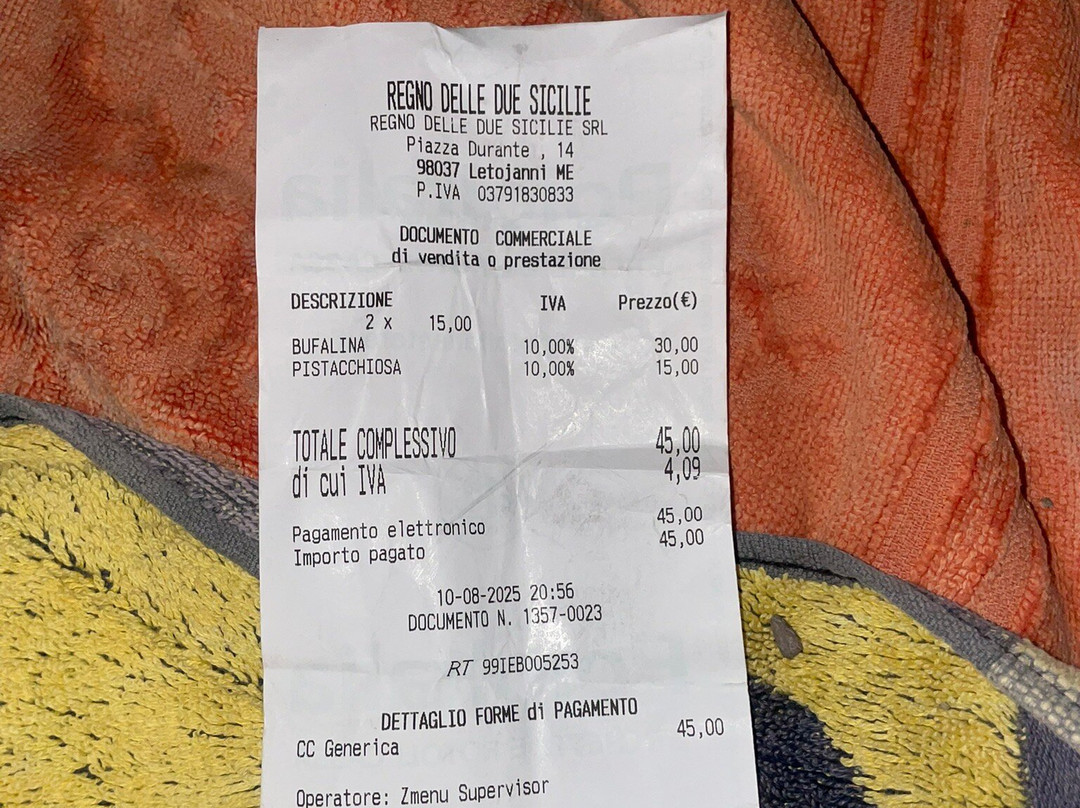 REGNO DELLE DUE SICILIE
REGNO DELLE DUE SICILIE SRL
Piazza Durante , 14
98037 Letojanni ME
P.IVA 03791830833
DOCUMENTO COMMERCIALE
di vendita o prestazione
DESCRIZIONE IVA Prezzo(€)
2 x 15,00
BUFALINA 10,00% 30,00
PISTACCHIOSA 10,00% 15,00
TOTALE COMPLESSIVO 45,00
di cui IVA 4,09
Pagamento elettronico 45,00
Importo pagato 45,00
10-08-2025 20:56
DOCUMENTO N. 1357-0023
RT 99IEB005253
DETTAGLIO FORME di PAGAMENTO
CC Generica 45,00
Operatore: Zmenu Supervisor